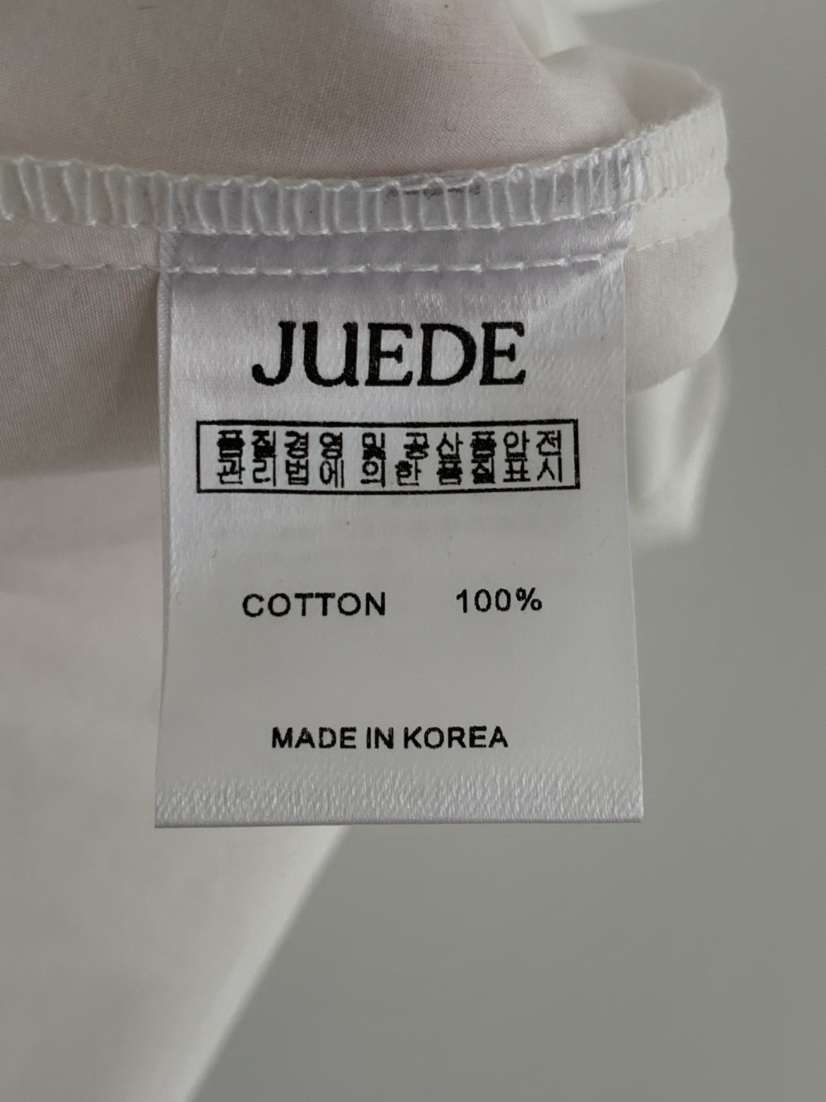 JUEDE
품질경영 및 공산품안전
관리법에 의한 품질표시
COTTON 100%
MADE IN KOREA